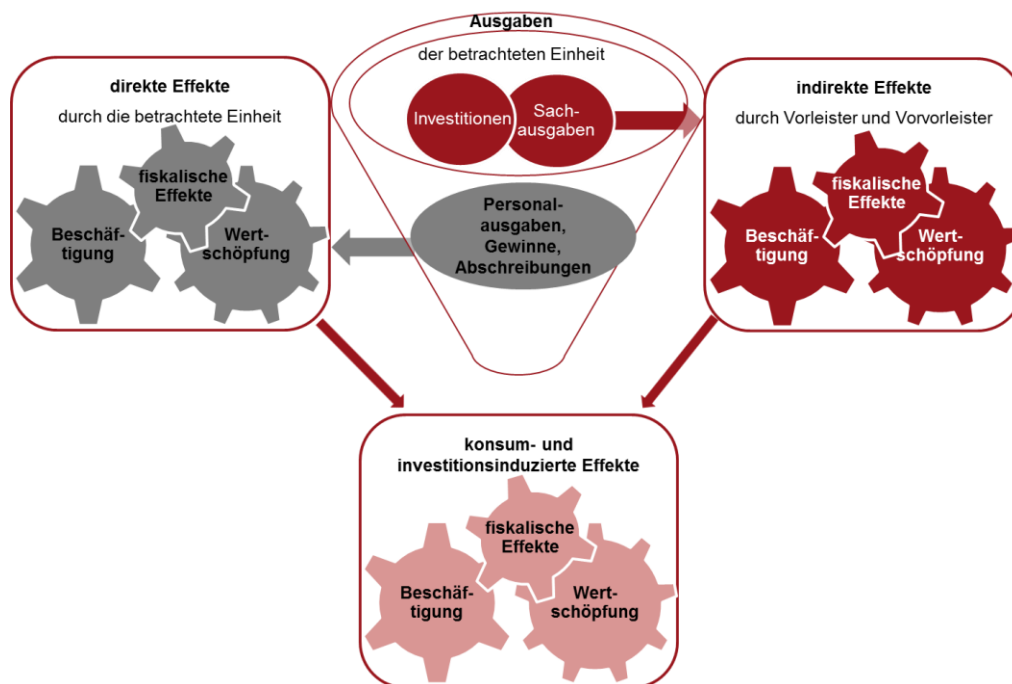 Ausgaben
der betrachteten Einheit
Investitionen
Sach-
ausgaben
Personal-
ausgaben,
Gewinne,
Abschreibungen
direkte Effekte
durch die betrachtete Einheit
fiskalische
Effekte
Beschäf-
tigung
Wert-
schöpfung
indirekte Effekte
durch Vorleister und Vorvorleister
fiskalische
Effekte
Beschäf-
tigung
Wert-
schöpfung
konsum- und
investitionsinduzierte Effekte
fiskalische
Effekte
Beschäf-
tigung
Wert-
schöpfung